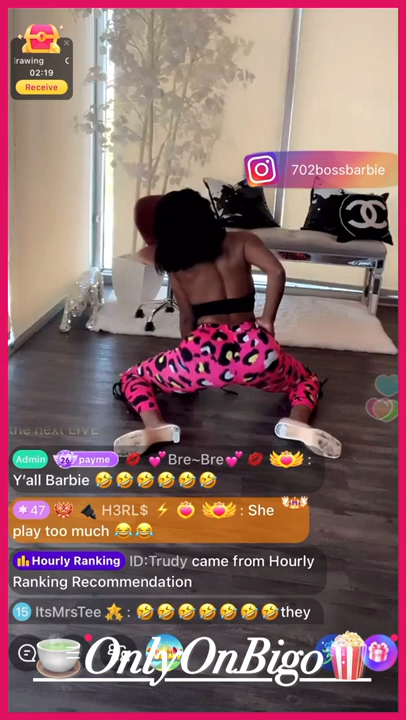 rawing C
02:19
Receive
702bossbarbie
the next LIVE
Admin 26 payme Bre~Bre :
Y'all Barbie
47 H3RL$ : She
play too much
Hourly Ranking ID:Trudy came from Hourly
Ranking Recommendation
15 ItsMrsTee : they
OnlyOnBigo